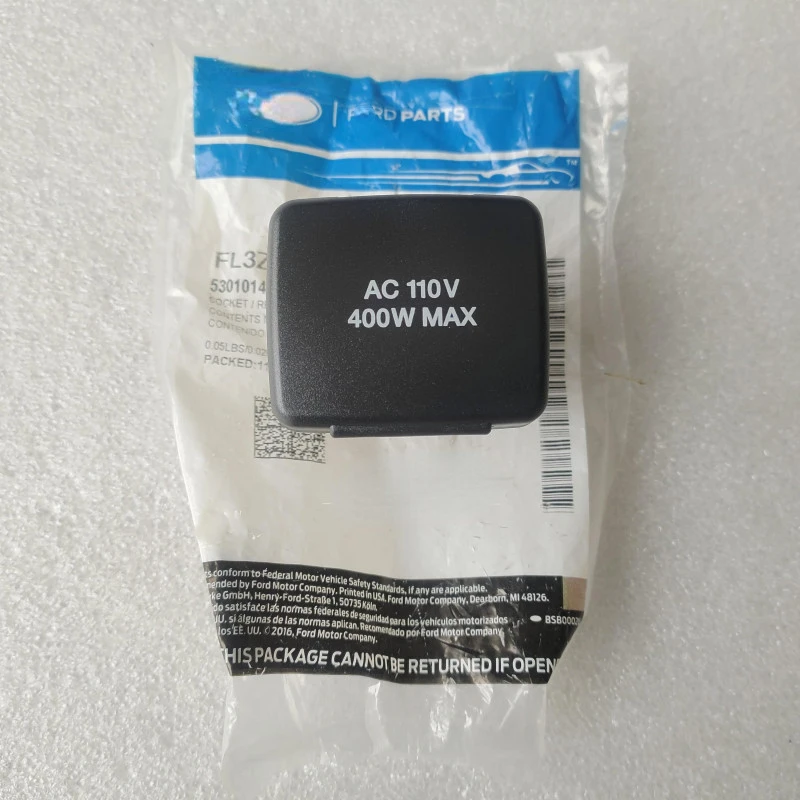 FORD PARTS
TM
FL3Z
5301014
SOCKET / R
CONTENTS
CONTENIDO
0.05LBS/0.02
PACKED:11
AC 110V
400W MAX
s conform to Federal Motor Vehicle Safety Standards, if any are applicable.
ended by Ford Motor Company. Printed in USA. Ford Motor Company, Dearborn, MI 48126.
ke GmbH, Henry-Ford-Straße 1, 50735 Köln.
do satisface las normas federales de seguridad para los vehículos motorizados
UU. si algunas de las normas aplican. Recomendado por Ford Motor Company
los EE. UU. ©2016, Ford Motor Company.
BSB0002
HIS PACKAGE CANNOT BE RETURNED IF OPEN